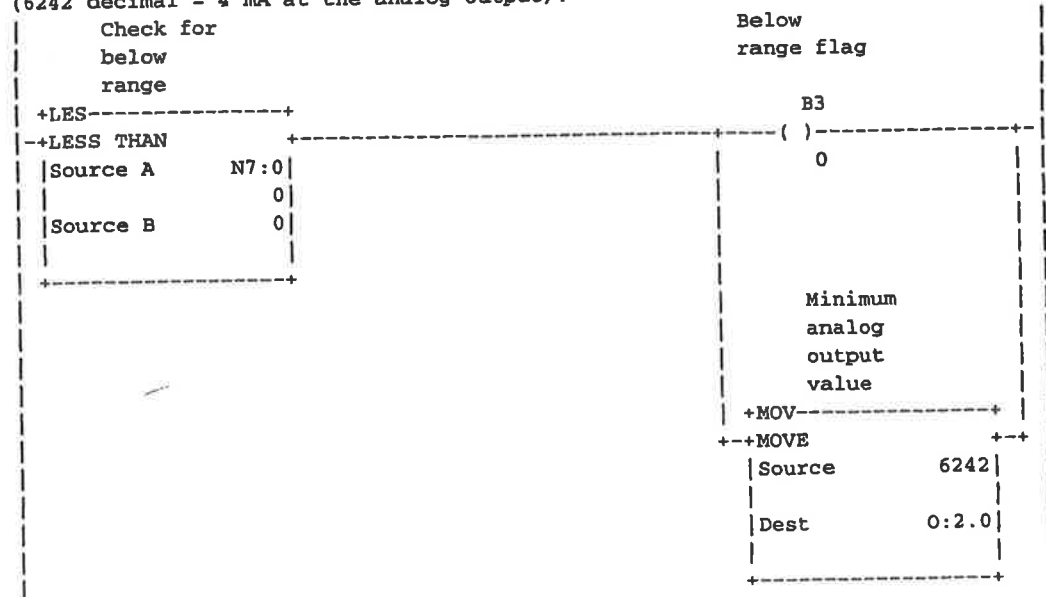 (6242 decimal = 4 mA at the analog output).
Check for
below
range
Below
range flag
+LES----------------+
B3
-+LESS THAN +-----------------------------------+-----( )---------------+-
|Source A N7:0|
0
0|
|Source B 0|
+--------------------+
Minimum
analog
output
value
+MOV-----------------+
+-+MOVE +-+
|Source 6242|
|Dest O:2.0|
+--------------------+